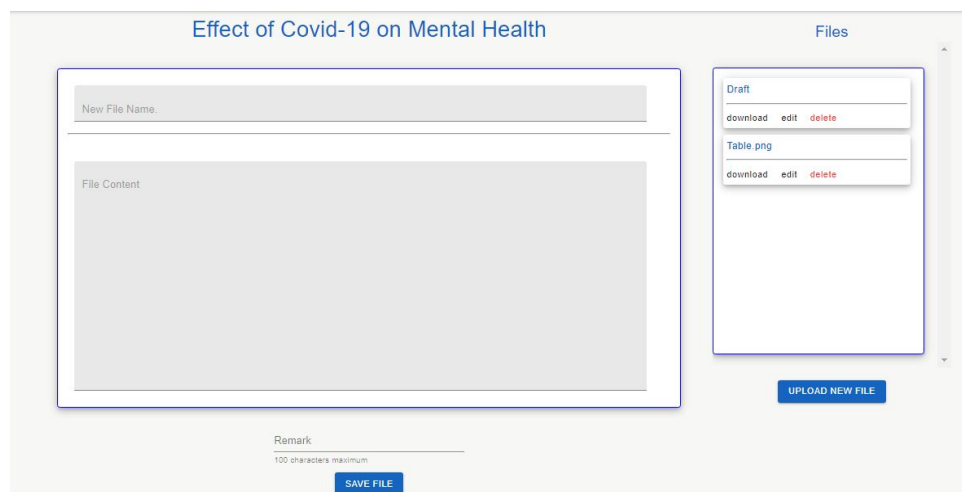 Effect of Covid-19 on Mental Health
Files
New File Name.
File Content
Draft
download edit delete
Table.png
download edit delete
UPLOAD NEW FILE
Remark
100 characters maximum
SAVE FILE